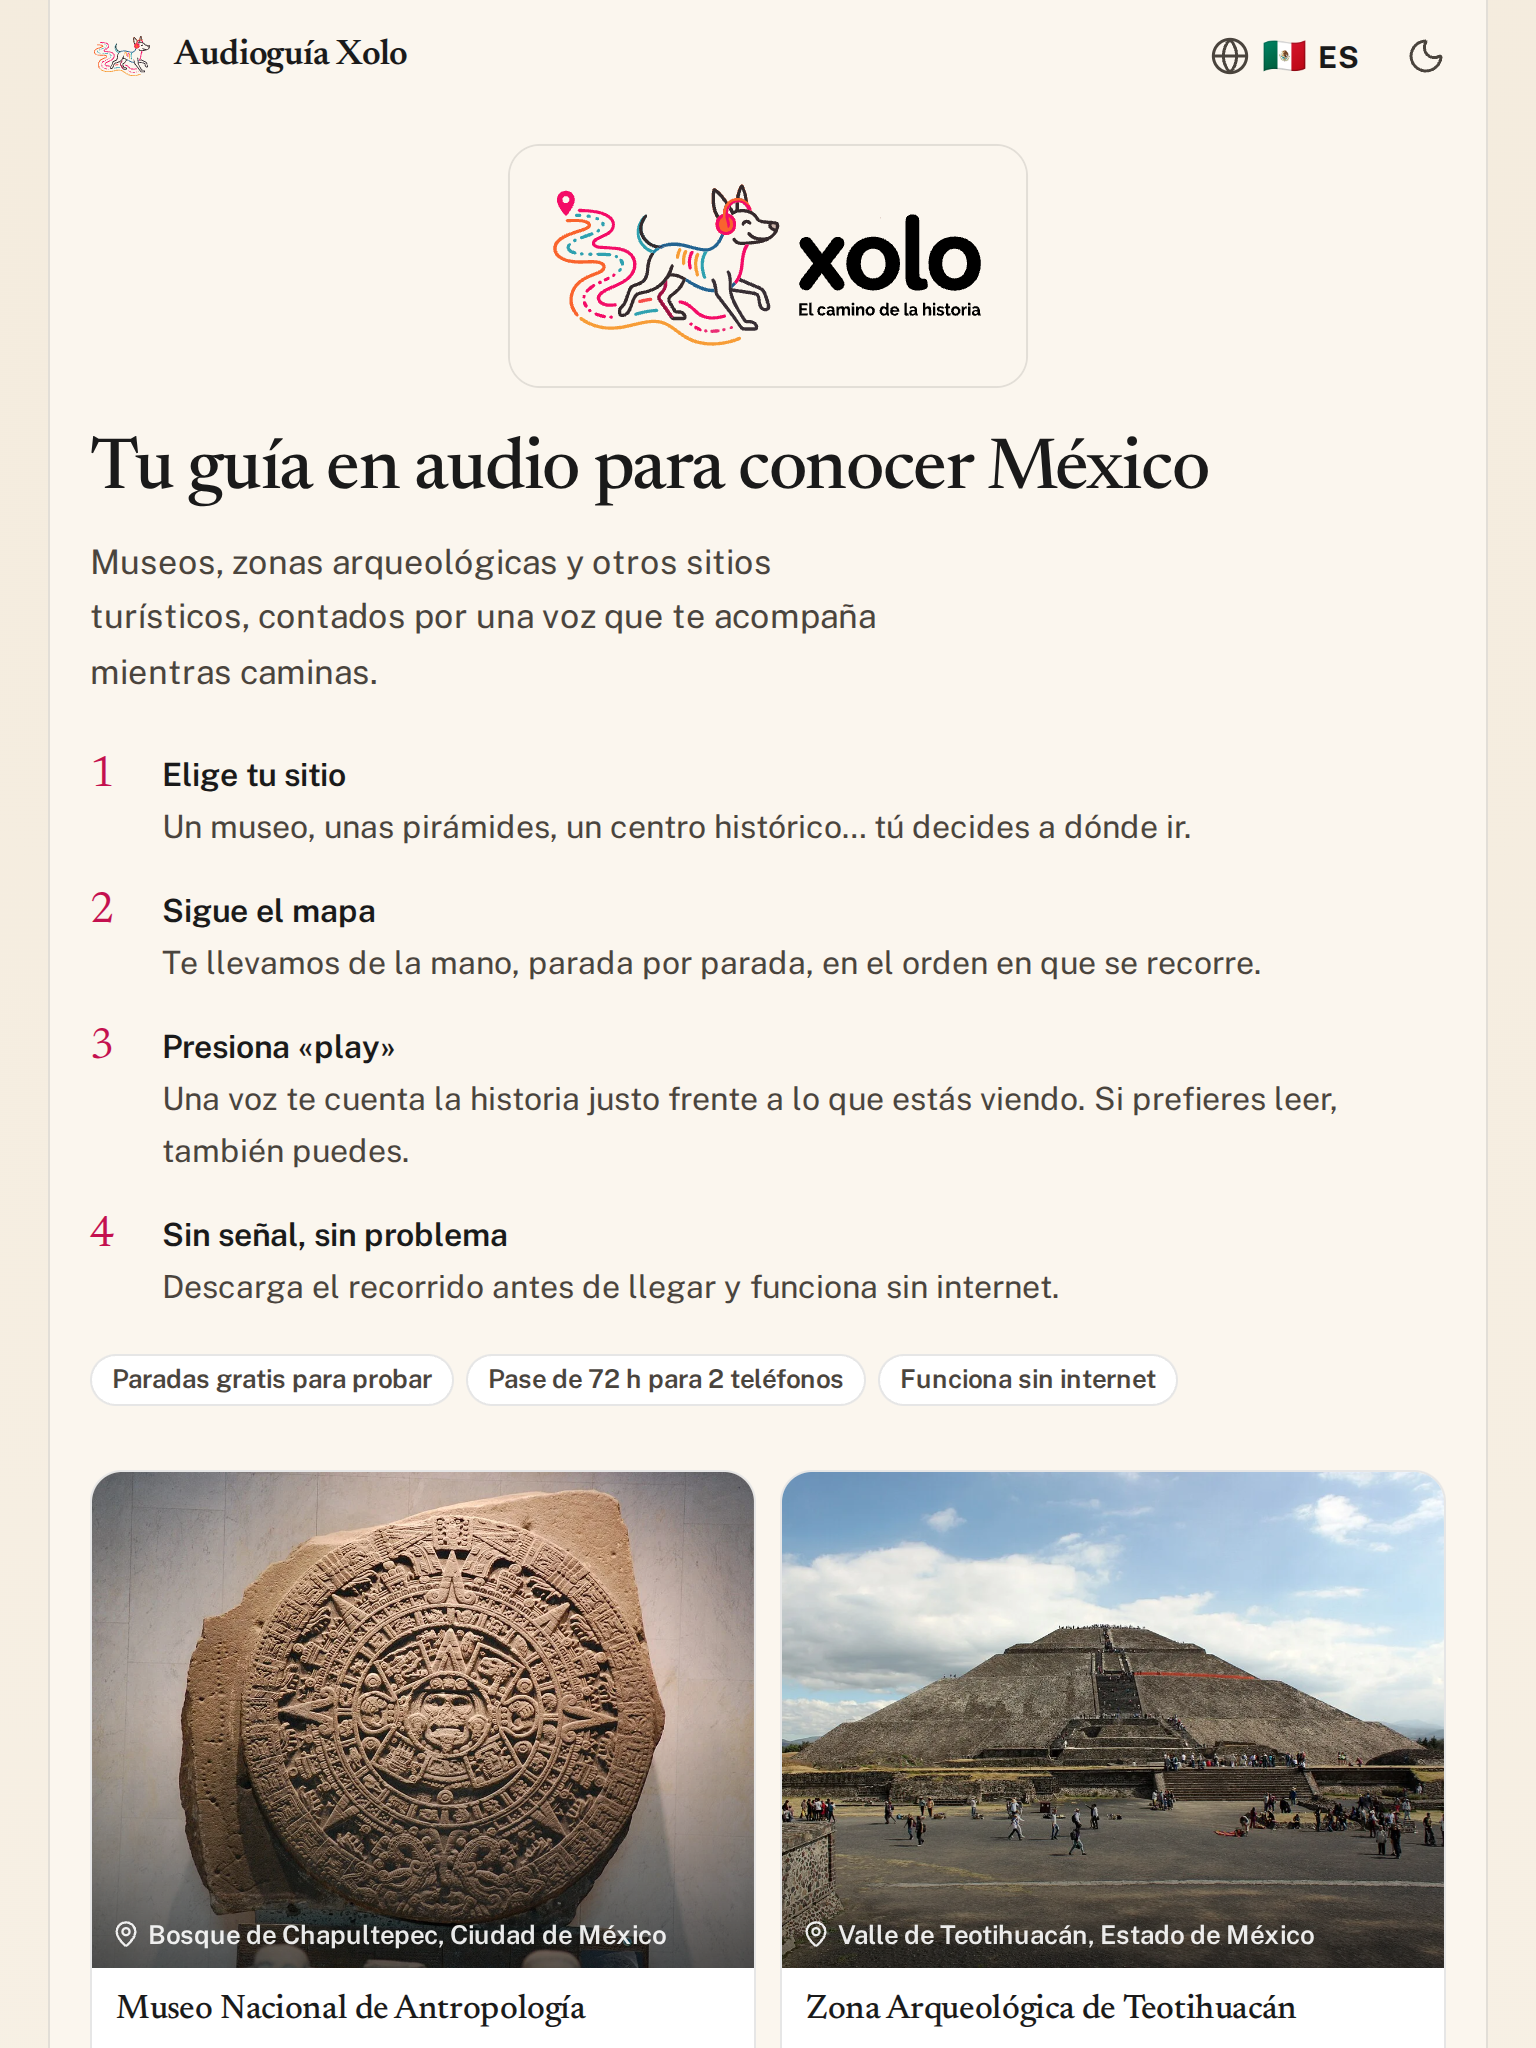 Audioguía Xolo
🇲🇽 ES
xolo
El camino de la historia
Tu guía en audio para conocer México
Museos, zonas arqueológicas y otros sitios
turísticos, contados por una voz que te acompaña
mientras caminas.
1 Elige tu sitio
Un museo, unas pirámides, un centro histórico... tú decides a dónde ir.
2 Sigue el mapa
Te llevamos de la mano, parada por parada, en el orden en que se recorre.
3 Presiona «play»
Una voz te cuenta la historia justo frente a lo que estás viendo. Si prefieres leer,
también puedes.
4 Sin señal, sin problema
Descarga el recorrido antes de llegar y funciona sin internet.
Paradas gratis para probar
Pase de 72 h para 2 teléfonos
Funciona sin internet
Bosque de Chapultepec, Ciudad de México
Museo Nacional de Antropología
Valle de Teotihuacán, Estado de México
Zona Arqueológica de Teotihuacán